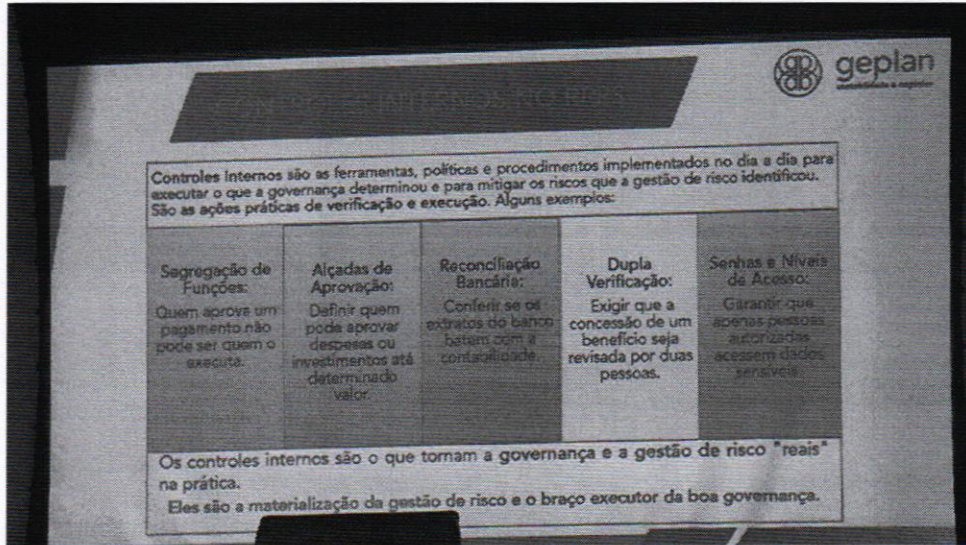 geplan
contabilidade e negócios
CONTROLES INTERNOS NO RPPS
Controles Internos são as ferramentas, políticas e procedimentos implementados no dia a dia para
executar o que a governança determinou e para mitigar os riscos que a gestão de risco identificou.
São as ações práticas de verificação e execução. Alguns exemplos:
Segregação de
Funções:
Quem aprova um
pagamento não
pode ser quem o
executa.
Alçadas de
Aprovação:
Definir quem
pode aprovar
despesas ou
investimentos até
determinado
valor.
Reconciliação
Bancária:
Conferir se os
extratos do banco
batem com a
contabilidade.
Dupla
Verificação:
Exigir que a
concessão de um
benefício seja
revisada por duas
pessoas.
Senhas e Níveis
de Acesso:
Garantir que
apenas pessoas
autorizadas
acessem dados
sensíveis.
Os controles internos são o que tornam a governança e a gestão de risco "reais"
na prática.
Eles são a materialização da gestão de risco e o braço executor da boa governança.